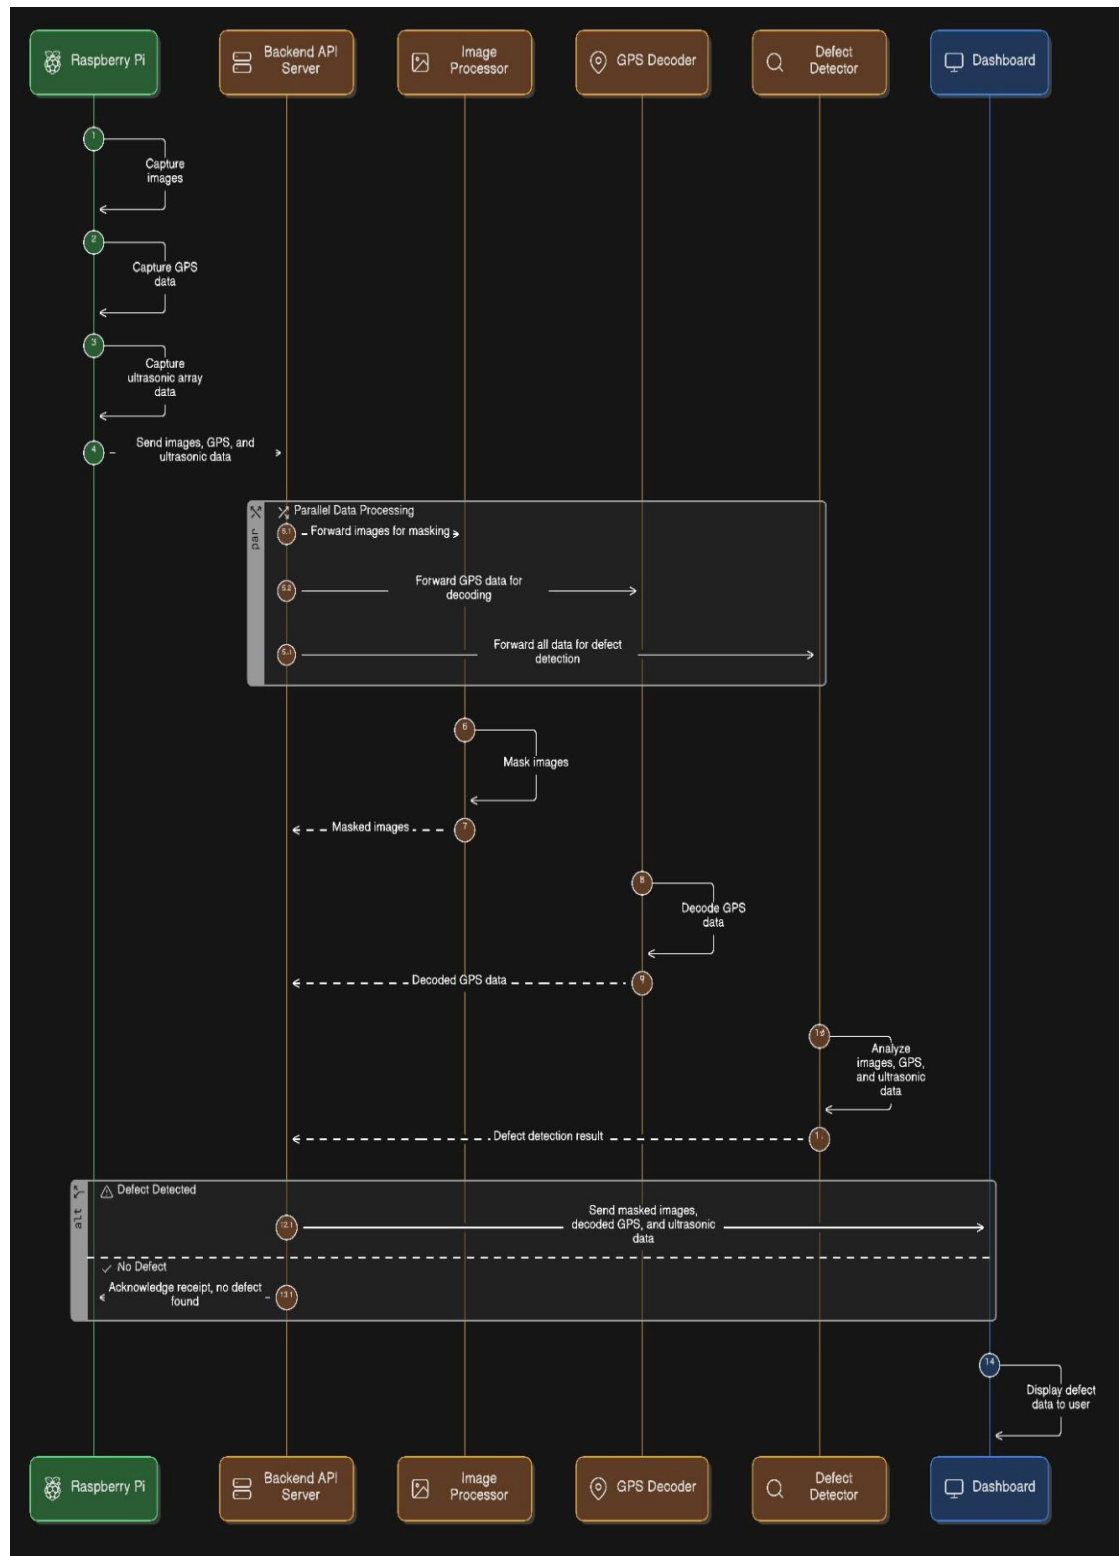 Raspberry Pi
Backend API
Server
Image
Processor
GPS Decoder
Defect
Detector
Dashboard
1
Capture
images
2
Capture GPS
data
3
Capture
ultrasonic array
data
4
Send images, GPS, and
ultrasonic data
par
Parallel Data Processing
5.1
Forward images for masking
Forward GPS data for
decoding
Forward all data for defect
detection
6
Mask images
7
Masked images
8
Decode GPS
data
9
Decoded GPS data
Analyze
images, GPS,
and ultrasonic
data
Defect detection result
alt
Defect Detected
12.1
Send masked images,
decoded GPS, and ultrasonic
data
No Defect
Acknowledge receipt, no defect
found
13.1
14
Display defect
data to user
Raspberry Pi
Backend API
Server
Image
Processor
GPS Decoder
Defect
Detector
Dashboard